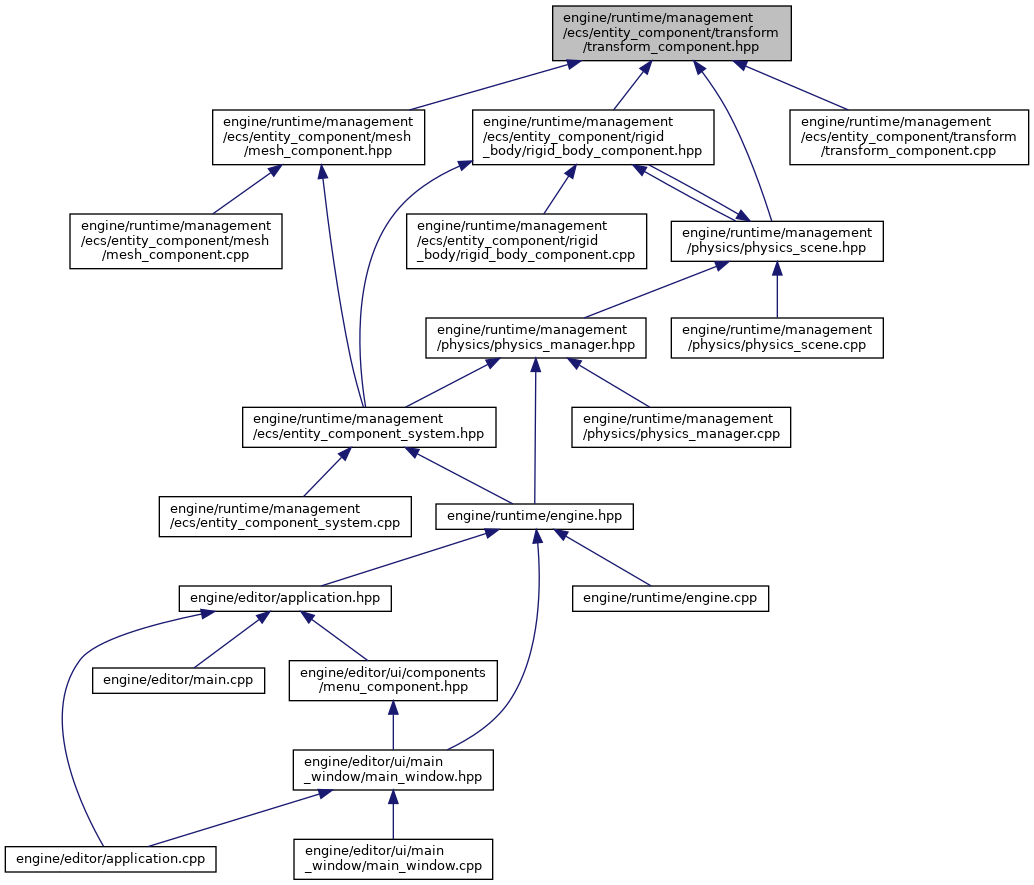 engine/runtime/management
/ecs/entity_component/transform
/transform_component.hpp
engine/runtime/management
/ecs/entity_component/mesh
/mesh_component.hpp
engine/runtime/management
/ecs/entity_component/rigid
_body/rigid_body_component.hpp
engine/runtime/management
/ecs/entity_component/transform
/transform_component.cpp
engine/runtime/management
/ecs/entity_component/mesh
/mesh_component.cpp
engine/runtime/management
/ecs/entity_component/rigid
_body/rigid_body_component.cpp
engine/runtime/management
/physics/physics_scene.hpp
engine/runtime/management
/physics/physics_manager.hpp
engine/runtime/management
/physics/physics_scene.cpp
engine/runtime/management
/ecs/entity_component_system.hpp
engine/runtime/management
/physics/physics_manager.cpp
engine/runtime/management
/ecs/entity_component_system.cpp
engine/runtime/engine.hpp
engine/editor/application.hpp
engine/runtime/engine.cpp
engine/editor/main.cpp
engine/editor/ui/components
/menu_component.hpp
engine/editor/ui/main
_window/main_window.hpp
engine/editor/application.cpp
engine/editor/ui/main
_window/main_window.cpp